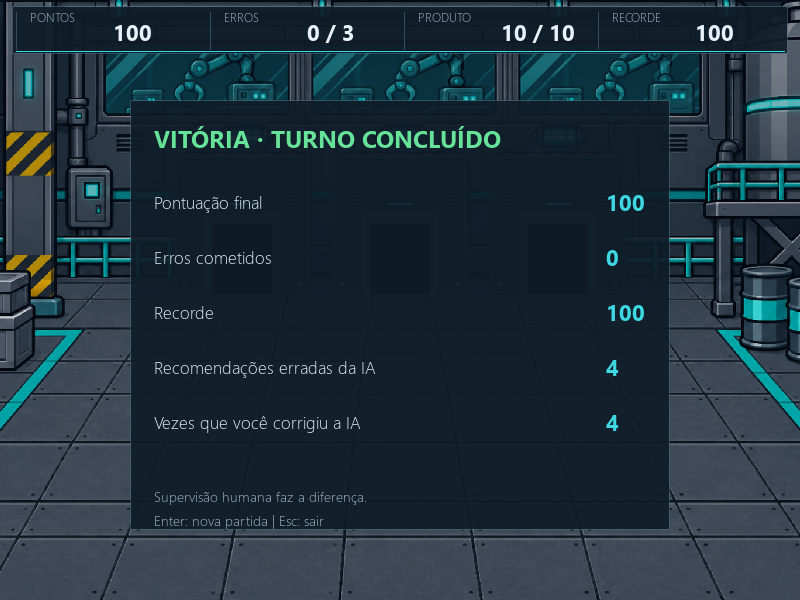 PONTOS ERROS PRODUTO RECORDE
100 0 / 3 10 / 10 100
VITÓRIA · TURNO CONCLUÍDO
Pontuação final 100
Erros cometidos 0
Recorde 100
Recomendações erradas da IA 4
Vezes que você corrigiu a IA 4
Supervisão humana faz a diferença.
Enter: nova partida | Esc: sair